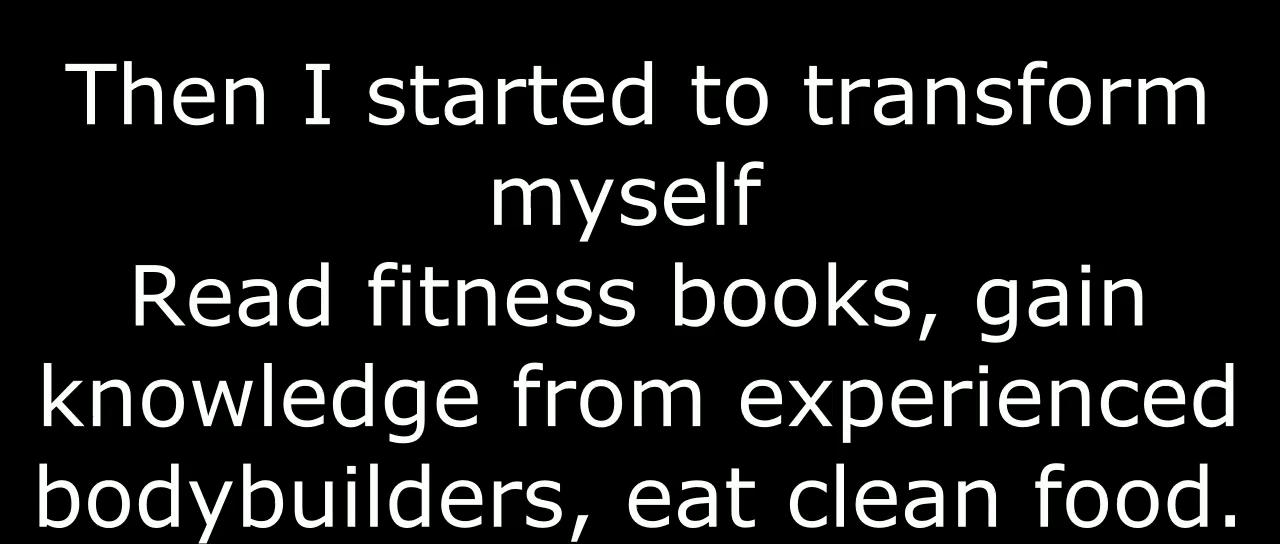 Then I started to transform
myself
Read fitness books, gain
knowledge from experienced
bodybuilders, eat clean food.